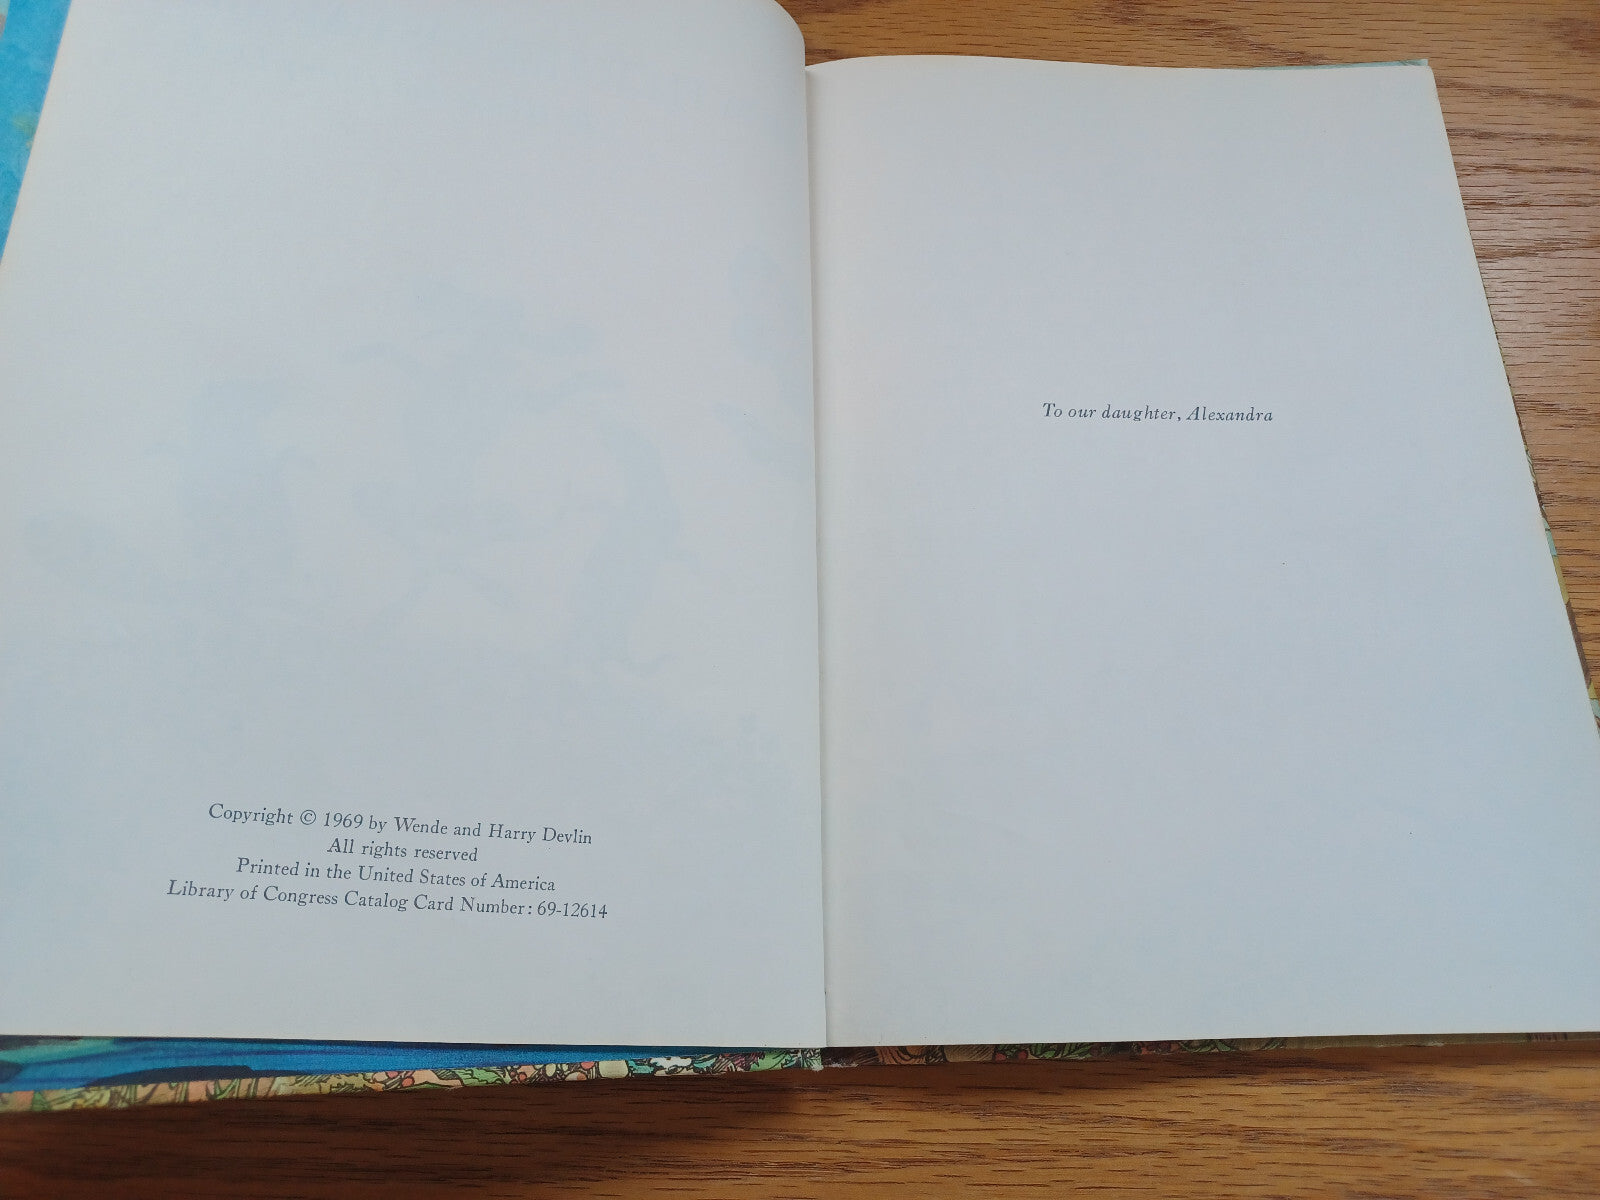 Copyright © 1969 by Wende and Harry Devlin
All rights reserved
Printed in the United States of America
Library of Congress Catalog Card Number: 69-12614
To our daughter, Alexandra